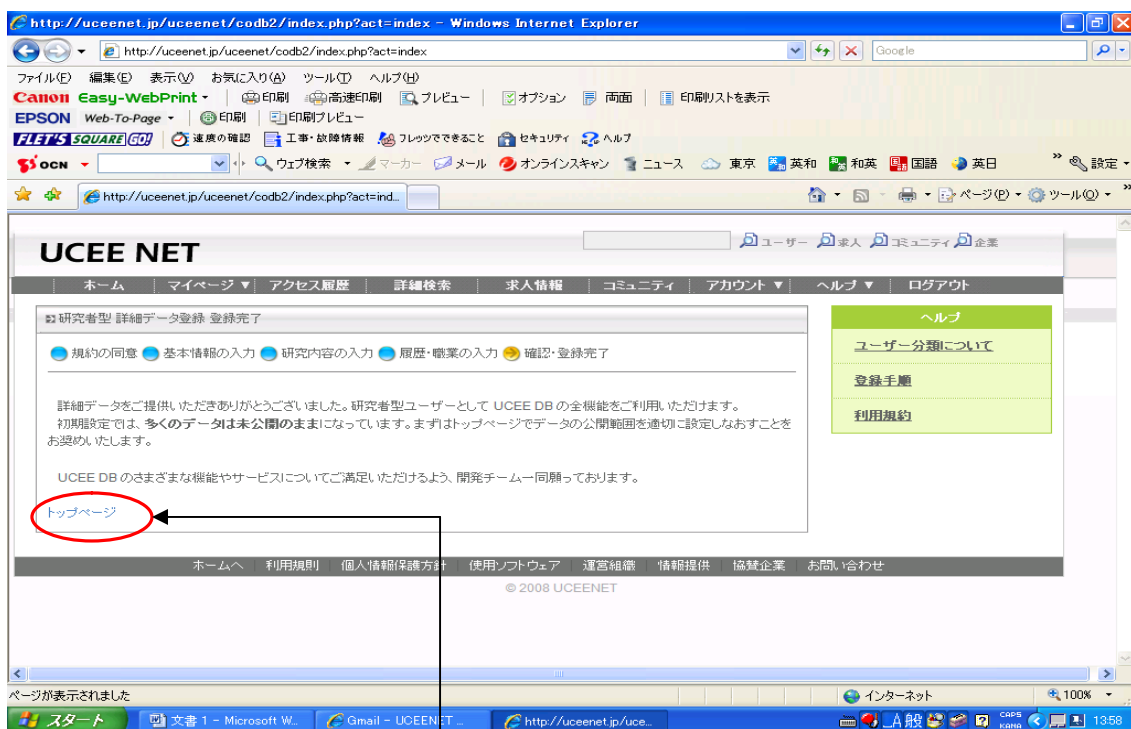 http://uceenet.jp/uceenet/codb2/index.php?act=index - Windows Internet Explorer
http://uceenet.jp/uceenet/codb2/index.php?act=index
Google
ファイル(F) 編集(E) 表示(V) お気に入り(A) ツール(T) ヘルプ(H)
Canon Easy-WebPrint 印刷 高速印刷 プレビュー オプション 両面 印刷リストを表示
EPSON Web-To-Page 印刷 印刷プレビュー
FLET'S SQUARE GO! 速度の確認 工事・故障情報 フレッツでできること セキュリティ ヘルプ
OCN ウェブ検索 マーカー メール オンラインスキャン ニュース 東京 英和 和英 国語 英日 » 設定
http://uceenet.jp/uceenet/codb2/index.php?act=ind... ページ(P) ツール(O) »
UCEE NET
ユーザー 求人 コミュニティ 企業
ホーム マイページ ▼ アクセス履歴 詳細検索 求人情報 コミュニティ アカウント ▼ ヘルプ ▼ ログアウト
研究者型 詳細データ登録 登録完了
規約の同意 基本情報の入力 研究内容の入力 履歴・職業の入力 確認・登録完了
詳細データをご提供いただきありがとうございました。研究者型ユーザーとして UCEE DB の全機能をご利用いただけます。
初期設定では、多くのデータは未公開のままになっています。まずはトップページでデータの公開範囲を適切に設定しなおすことを
お奨めいたします。
UCEE DB のさまざまな機能やサービスについてご満足いただけるよう、開発チーム一同願っております。
トップページ
ヘルプ
ユーザー分類について
登録手順
利用規約
ホームへ 利用規則 個人情報保護方針 使用ソフトウェア 運営組織 情報提供 協賛企業 お問い合わせ
© 2008 UCEENET
ページが表示されました インターネット 100%
スタート 文書 1 - Microsoft W... Gmail - UCEENET ... http://uceenet.jp/uce... A 般 CAPS KANA 13:58